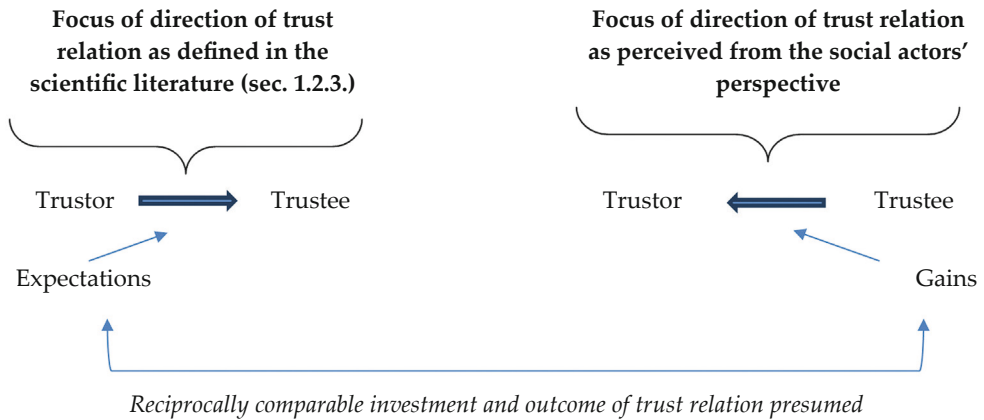 Focus of direction of trust
relation as defined in the
scientific literature (sec. 1.2.3.)
Focus of direction of trust relation
as perceived from the social actors’
perspective
Trustor Trustee
Trustor Trustee
Expectations
Gains
Reciprocally comparable investment and outcome of trust relation presumed